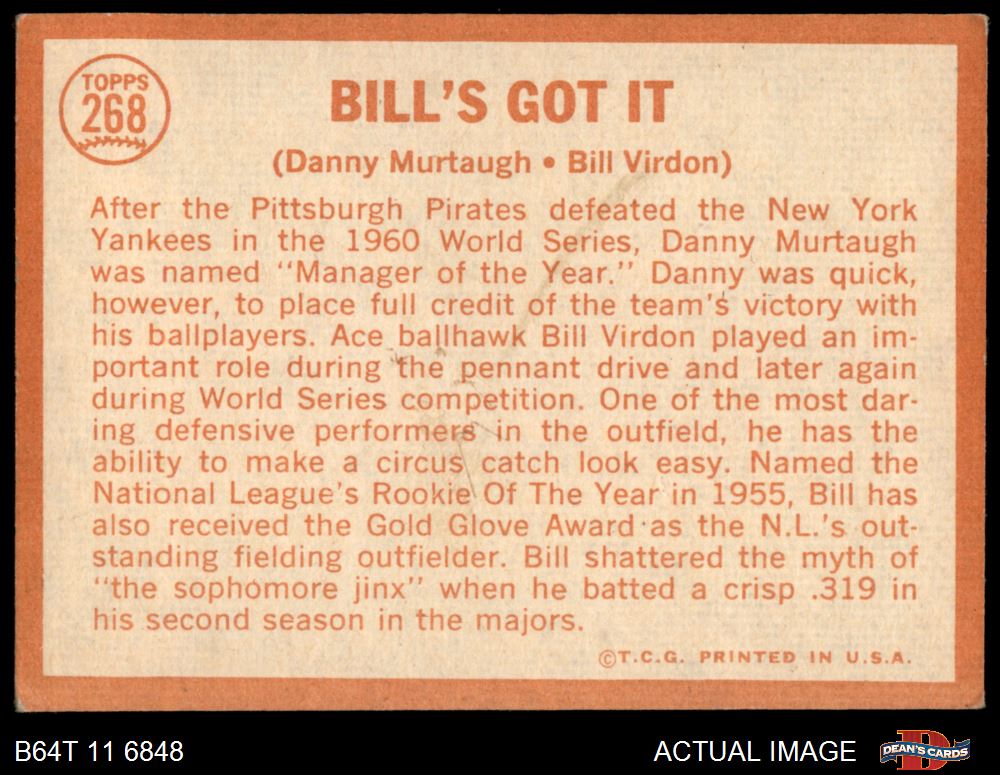 TOPPS
268
BILL'S GOT IT
(Danny Murtaugh • Bill Virdon)
After the Pittsburgh Pirates defeated the New York
Yankees in the 1960 World Series, Danny Murtaugh
was named "Manager of the Year." Danny was quick,
however, to place full credit of the team's victory with
his ballplayers. Ace ballhawk Bill Virdon played an im-
portant role during the pennant drive and later again
during World Series competition. One of the most dar-
ing defensive performers in the outfield, he has the
ability to make a circus catch look easy. Named the
National League's Rookie Of The Year in 1955, Bill has
also received the Gold Glove Award as the N.L.'s out-
standing fielding outfielder. Bill shattered the myth of
"the sophomore jinx" when he batted a crisp .319 in
his second season in the majors.
©T.C.G. PRINTED IN U.S.A.
B64T 11 6848
ACTUAL IMAGE
DEAN'S CARDS